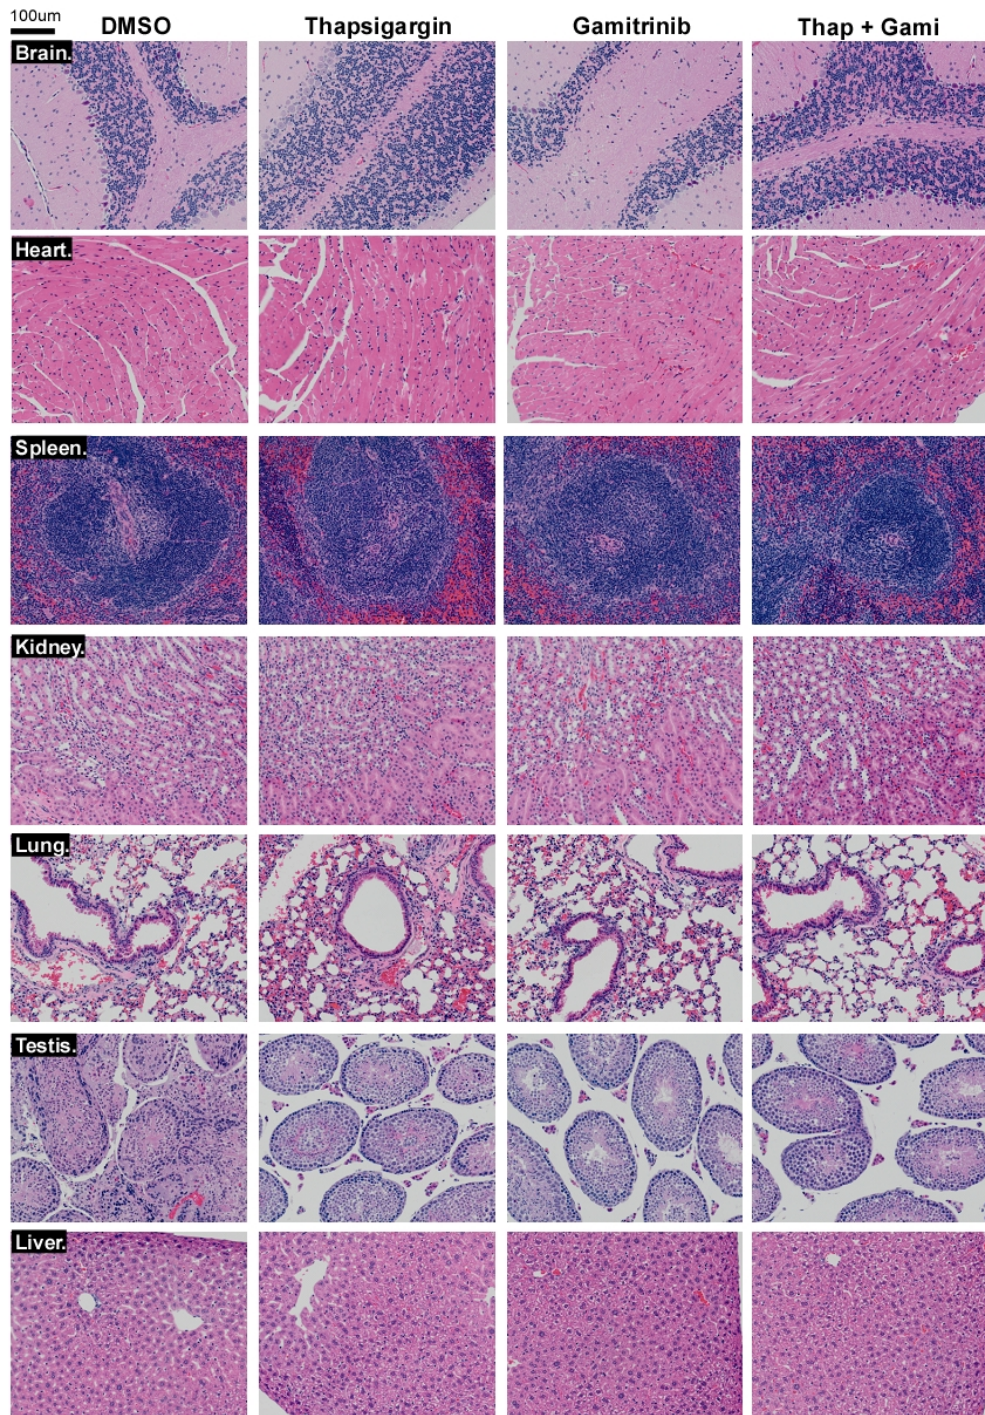 100um
DMSO Thapsigargin Gamitrinib Thap + Gami
Brain.
Heart.
Spleen.
Kidney.
Lung.
Testis.
Liver.